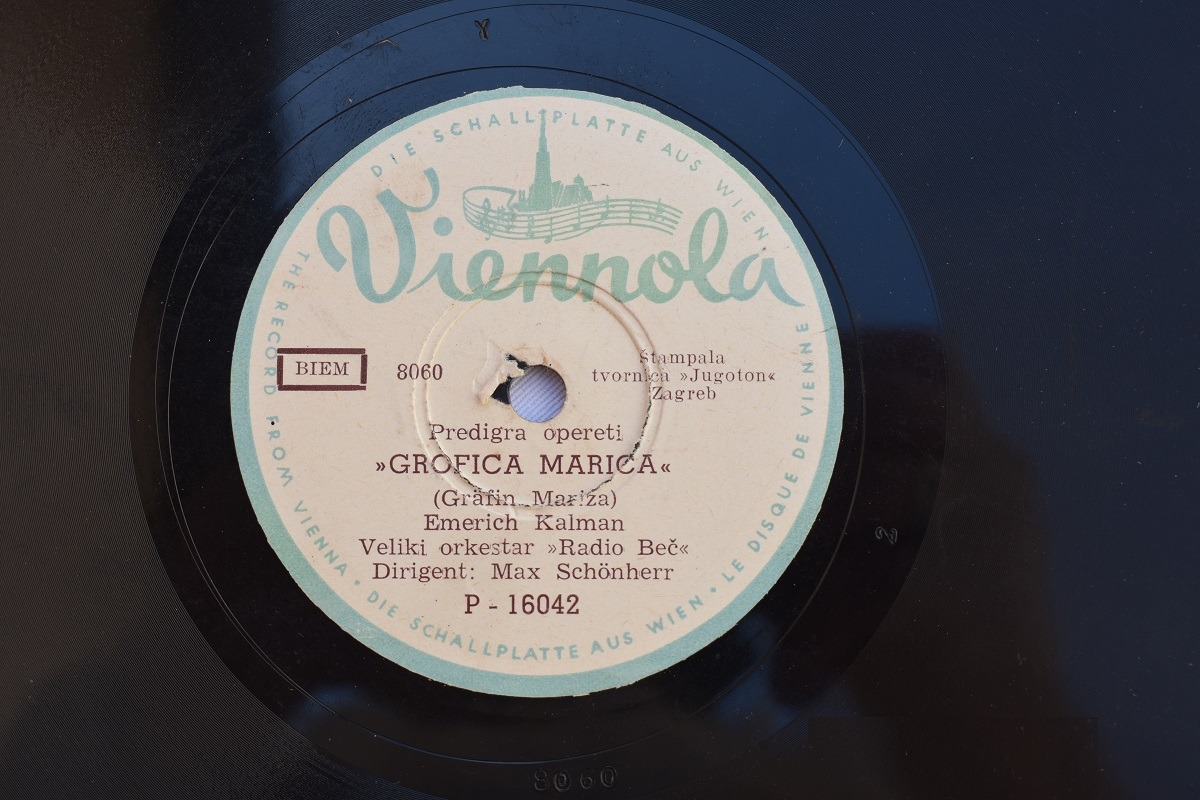 Y
DIE SCHALLPLATTE AUS WIEN
Viennola
THE RECORD FROM VIENNA · DIE SCHALLPLATTE AUS WIEN · LE DISQUE DE VIENNE
BIEM
8060
Štampala
tvornica »Jugoton«
Zagreb
Predigra opereti
»GROFICA MARICA«
(Gräfin Mariza)
Emerich Kalman
Veliki orkestar »Radio Beč«
Dirigent: Max Schönherr
P - 16042
2
8060